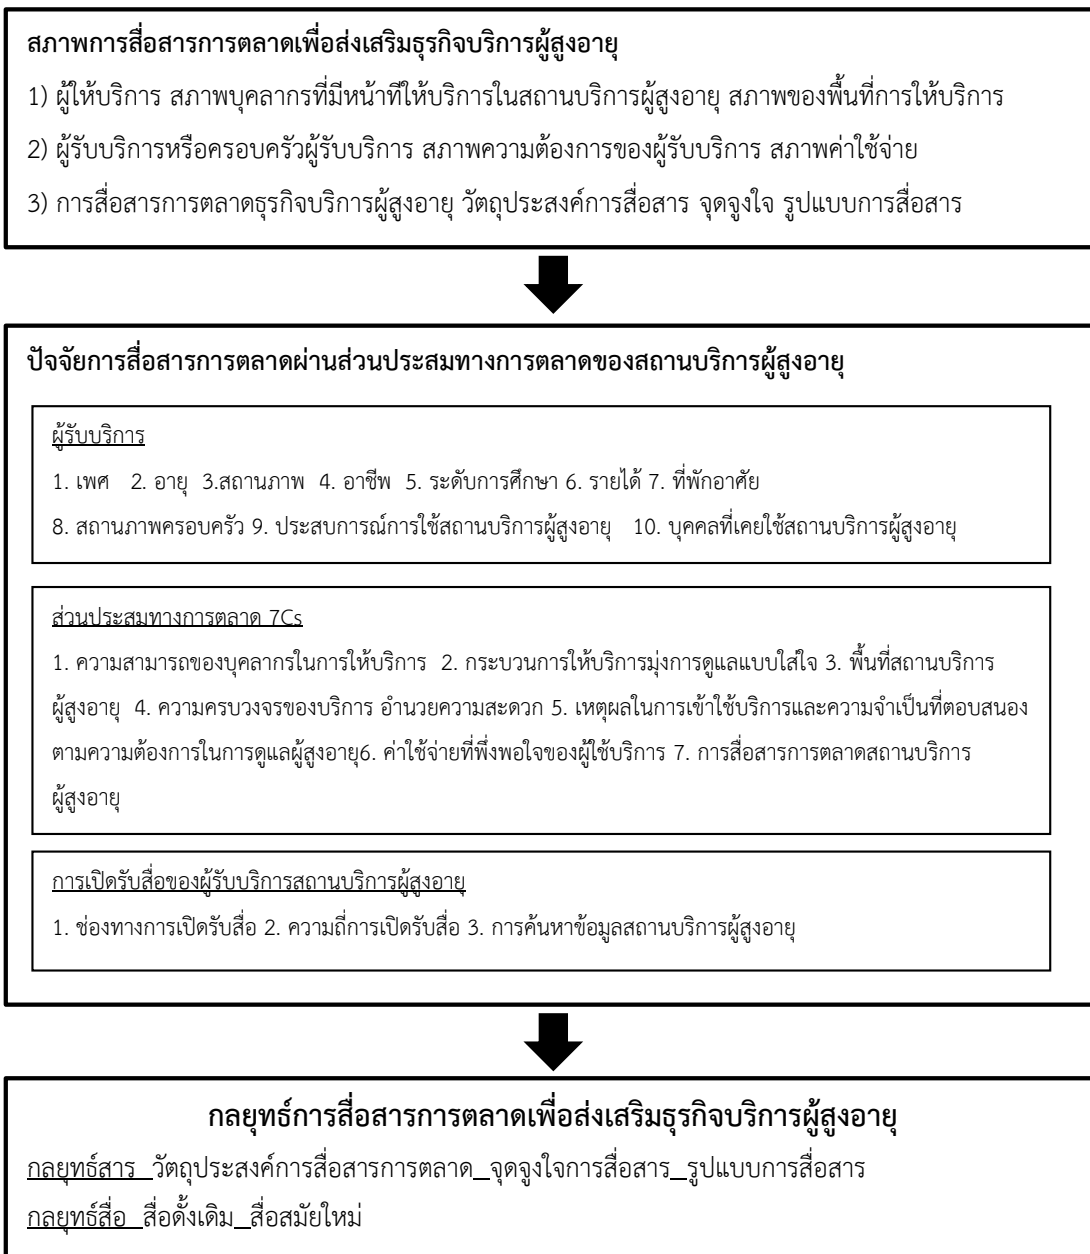 สภาพการสื่อสารการตลาดเพื่อส่งเสริมธุรกิจบริการผู้สูงอายุ
1) ผู้ให้บริการ สภาพบุคลากรที่มีหน้าที่ให้บริการในสถานบริการผู้สูงอายุ สภาพของพื้นที่การให้บริการ
2) ผู้รับบริการหรือครอบครัวผู้รับบริการ สภาพความต้องการของผู้รับบริการ สภาพค่าใช้จ่าย
3) การสื่อสารการตลาดธุรกิจบริการผู้สูงอายุ วัตถุประสงค์การสื่อสาร จุดจูงใจ รูปแบบการสื่อสาร
ปัจจัยการสื่อสารการตลาดผ่านส่วนประสมทางการตลาดของสถานบริการผู้สูงอายุ
ผู้รับบริการ
1. เพศ 2. อายุ 3.สถานภาพ 4. อาชีพ 5. ระดับการศึกษา 6. รายได้ 7. ที่พักอาศัย
8. สถานภาพครอบครัว 9. ประสบการณ์การใช้สถานบริการผู้สูงอายุ 10. บุคคลที่เคยใช้สถานบริการผู้สูงอายุ
ส่วนประสมทางการตลาด 7Cs
1. ความสามารถของบุคลากรในการให้บริการ 2. กระบวนการให้บริการมุ่งการดูแลแบบใส่ใจ 3. พื้นที่สถานบริการ
ผู้สูงอายุ 4. ความครบวงจรของบริการ อำนวยความสะดวก 5. เหตุผลในการเข้าใช้บริการและความจำเป็นที่ตอบสนอง
ตามความต้องการในการดูแลผู้สูงอายุ6. ค่าใช้จ่ายที่พึ่งพอใจของผู้ใช้บริการ 7. การสื่อสารการตลาดสถานบริการ
ผู้สูงอายุ
การเปิดรับสื่อของผู้รับบริการสถานบริการผู้สูงอายุ
1. ช่องทางการเปิดรับสื่อ 2. ความถี่การเปิดรับสื่อ 3. การค้นหาข้อมูลสถานบริการผู้สูงอายุ
กลยุทธ์การสื่อสารการตลาดเพื่อส่งเสริมธุรกิจบริการผู้สูงอายุ
กลยุทธ์สาร วัตถุประสงค์การสื่อสารการตลาด จุดจูงใจการสื่อสาร รูปแบบการสื่อสาร
กลยุทธ์สื่อ สื่อดั้งเดิม สื่อสมัยใหม่